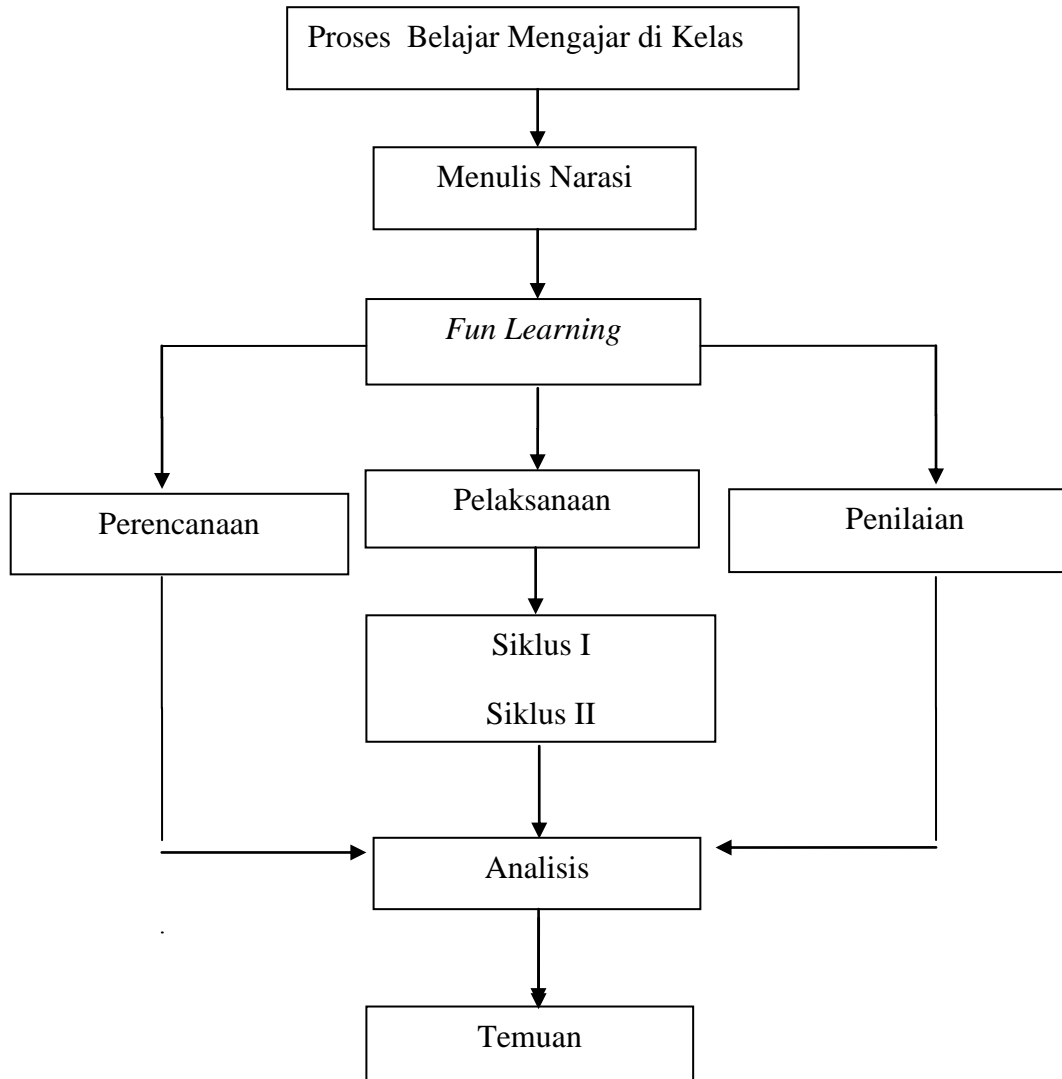 Proses Belajar Mengajar di Kelas
Menulis Narasi
Fun Learning
Perencanaan
Pelaksanaan
Penilaian
Siklus I
Siklus II
Analisis
Temuan